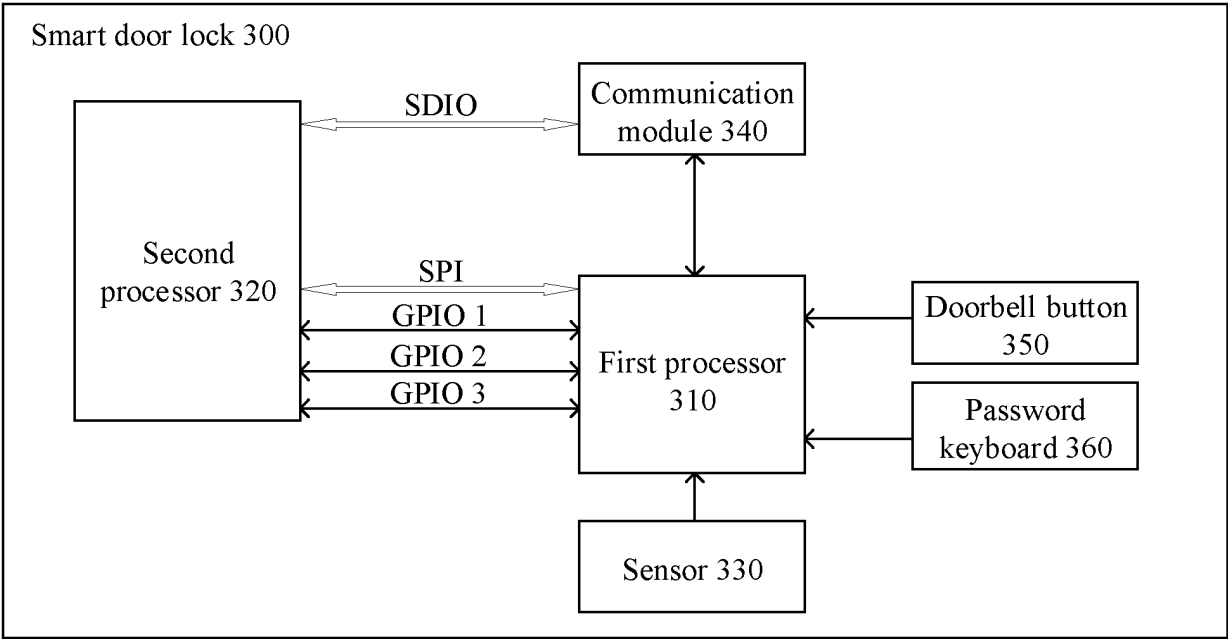 Smart door lock 300
SDIO
Communication
module 340
Second
processor 320
SPI
GPIO 1
GPIO 2
GPIO 3
First processor
310
Doorbell button
350
Password
keyboard 360
Sensor 330